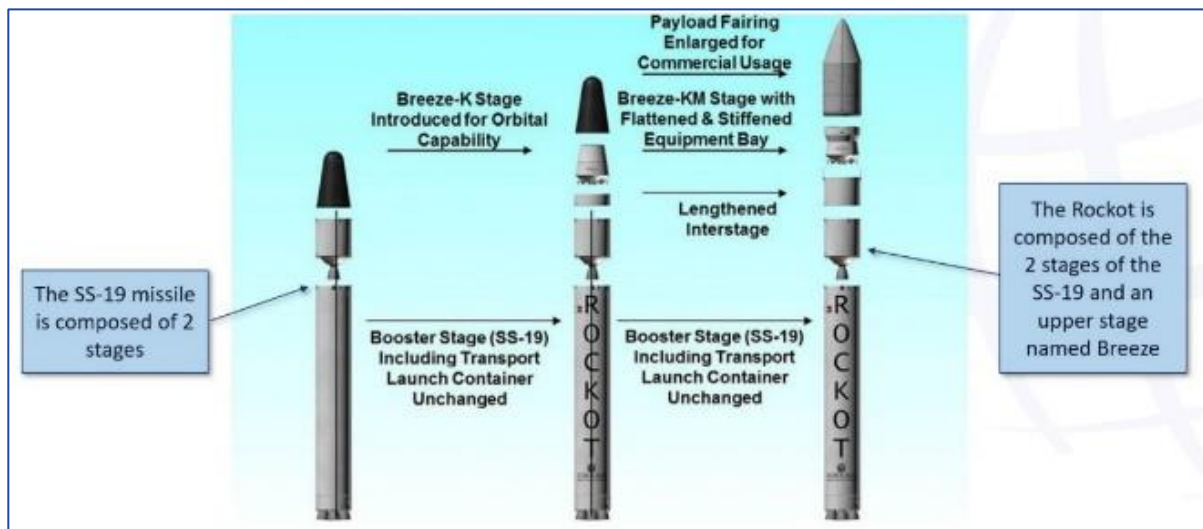 Payload Fairing
Enlarged for
Commercial Usage
Breeze-K Stage
Introduced for Orbital
Capability
Breeze-KM Stage with
Flattened & Stiffened
Equipment Bay
Lengthened
Interstage
The SS-19 missile
is composed of 2
stages
The Rockot is
composed of the
2 stages of the
SS-19 and an
upper stage
named Breeze
Booster Stage (SS-19)
Including Transport
Launch Container
Unchanged
Booster Stage (SS-19)
Including Transport
Launch Container
Unchanged
ROCKOT
ROCKOT